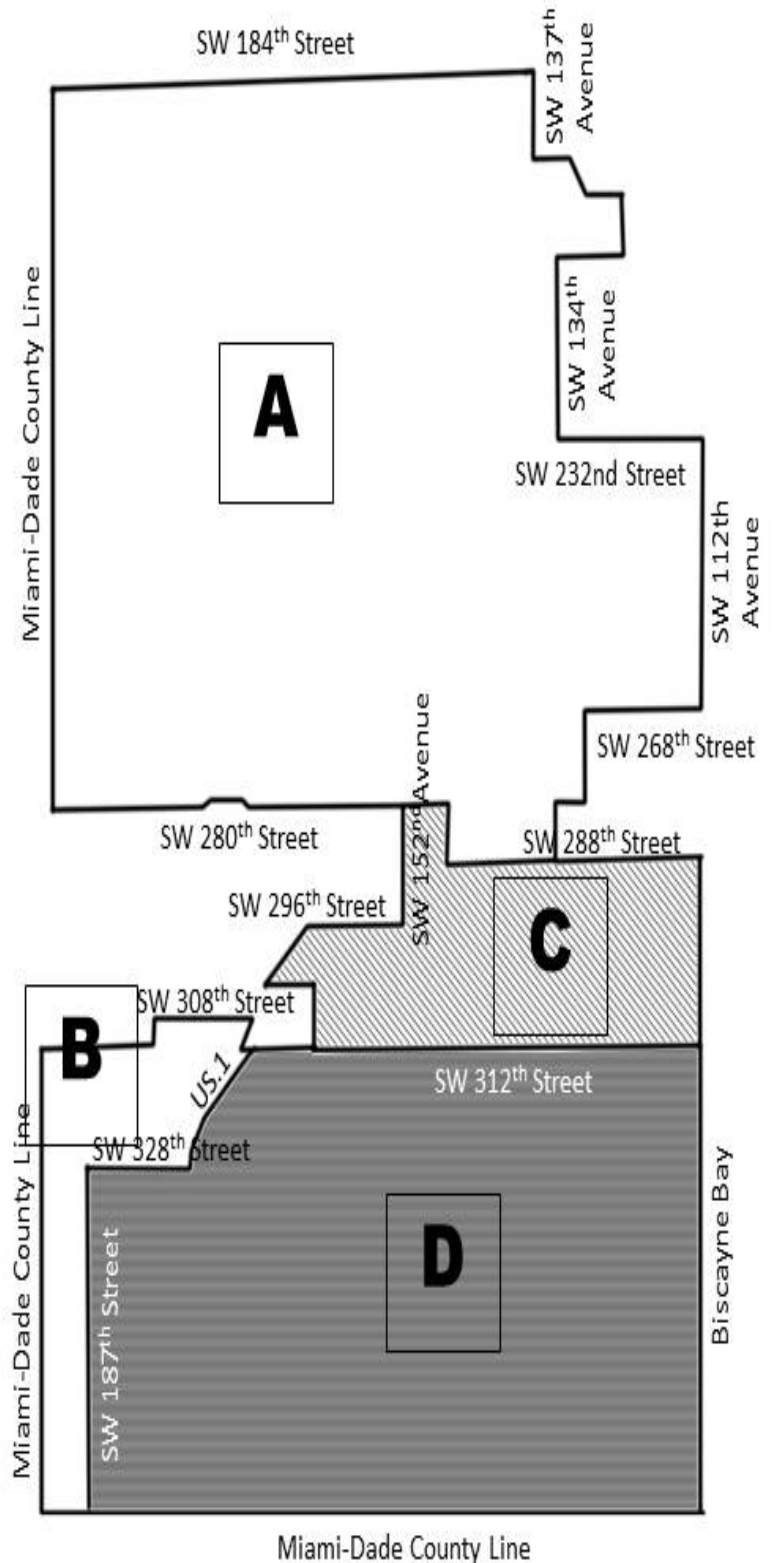 SW 184th Street
SW 137th
Avenue
Miami-Dade County Line
A
SW 134th
Avenue
SW 232nd Street
SW 112th
Avenue
SW 152nd Avenue
SW 268th Street
SW 280th Street
SW 288th Street
SW 296th Street
C
SW 308th Street
B
US.1
SW 312th Street
SW 328th Street
Miami-Dade County Line
SW 187th Street
D
Biscayne Bay
Miami-Dade County Line